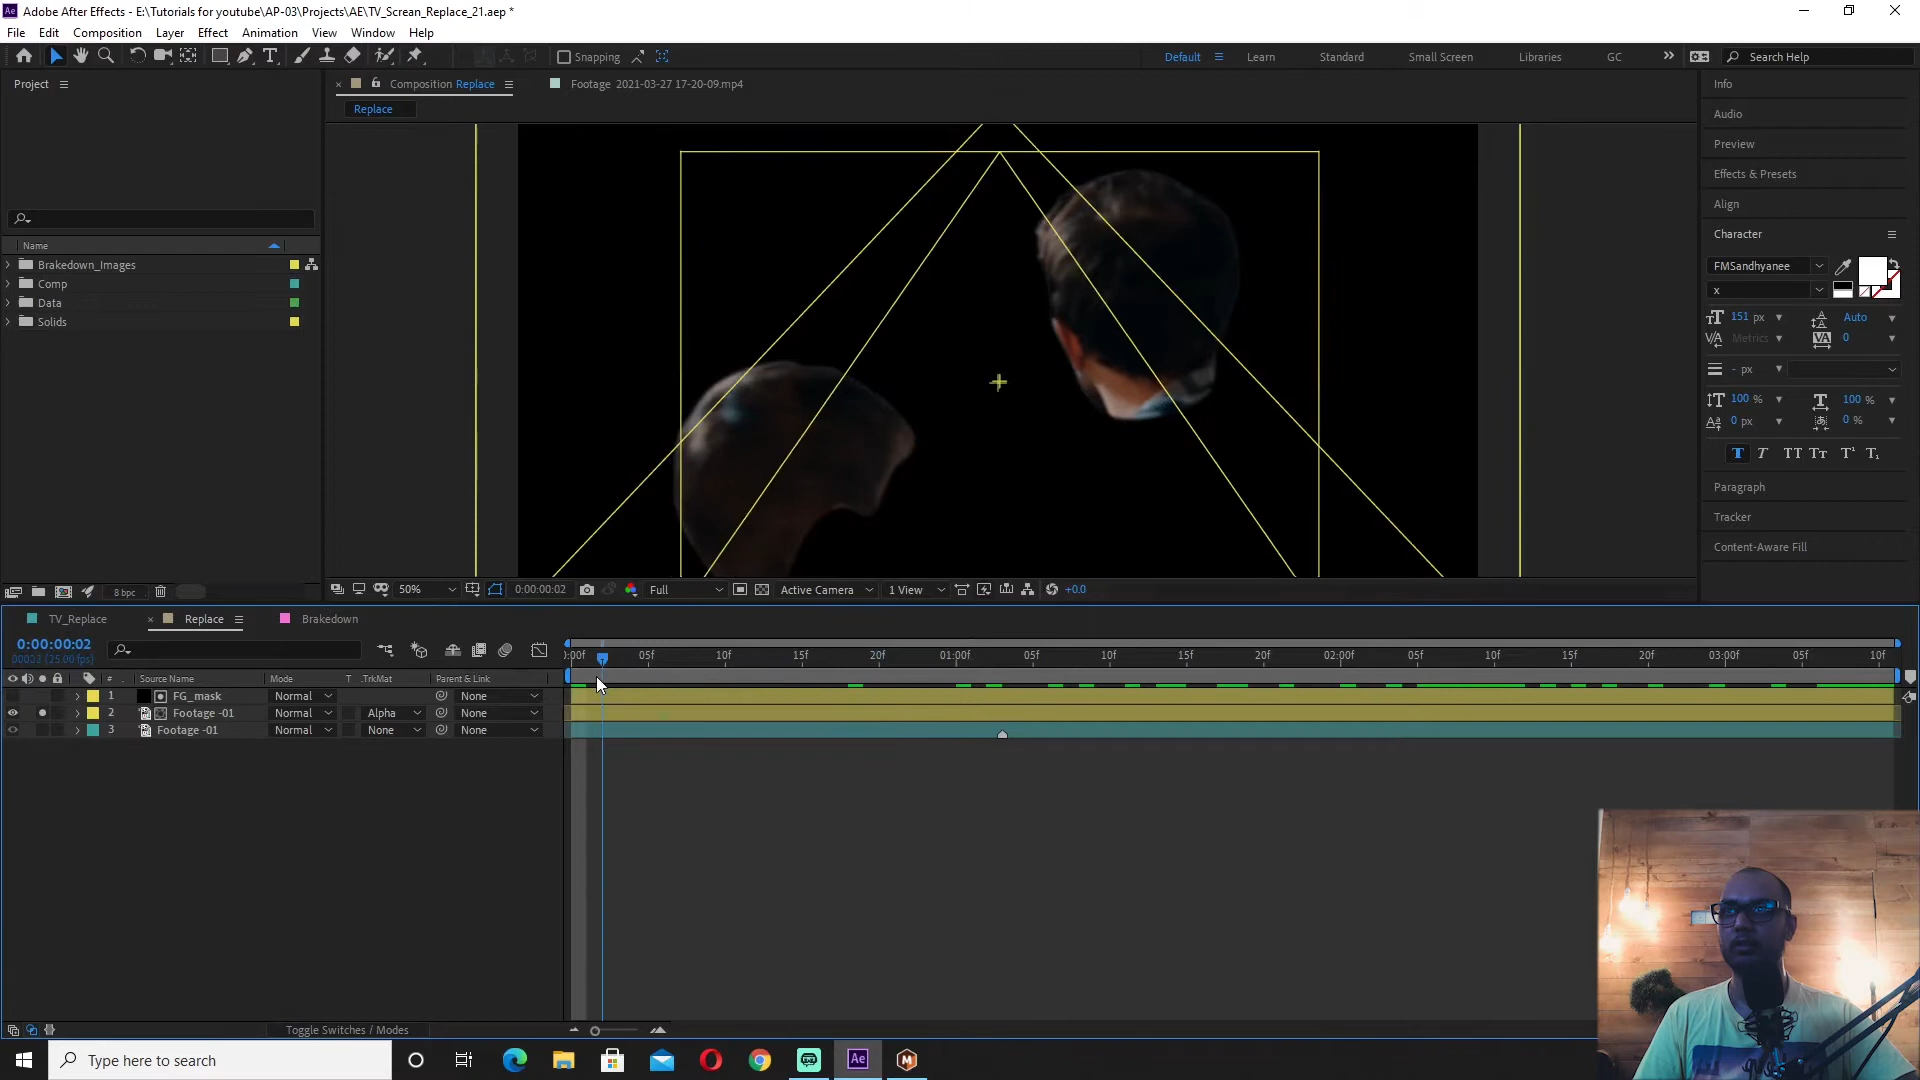 Adobe After Effects - E:\Tutorials for youtube\AP-03\Projects\AE\TV_Screan_Replace_21.aep *
File Edit Composition Layer Effect Animation View Window Help
Snapping
Default Learn Standard Small Screen Libraries GC Search Help
Project
Composition Replace Footage 2021-03-27 17-20-09.mp4
Replace
Name
Brakedown_Images
Comp
Data
Solids
8 bpc
50% 0:00:00:02 Full Active Camera 1 View +0.0
Info
Audio
Preview
Effects & Presets
Align
Character
FMSandhyanee
x
151 px Auto
Metrics 0
- px
100 % 100 %
0 px 0 %
T T TT Tт T¹ T₁
Paragraph
Tracker
Content-Aware Fill
TV_Replace Replace Brakedown
0:00:00:02
(25.00 fps)
:00f 05f 10f 15f 20f 01:00f 05f 10f 15f 20f 02:00f 05f 10f 15f 20f 03:00f 05f 10f
# Source Name Mode T .TrkMat Parent & Link
1 FG_mask Normal None
2 Footage -01 Normal Alpha None
3 Footage -01 Normal None None
Toggle Switches / Modes
Type here to search